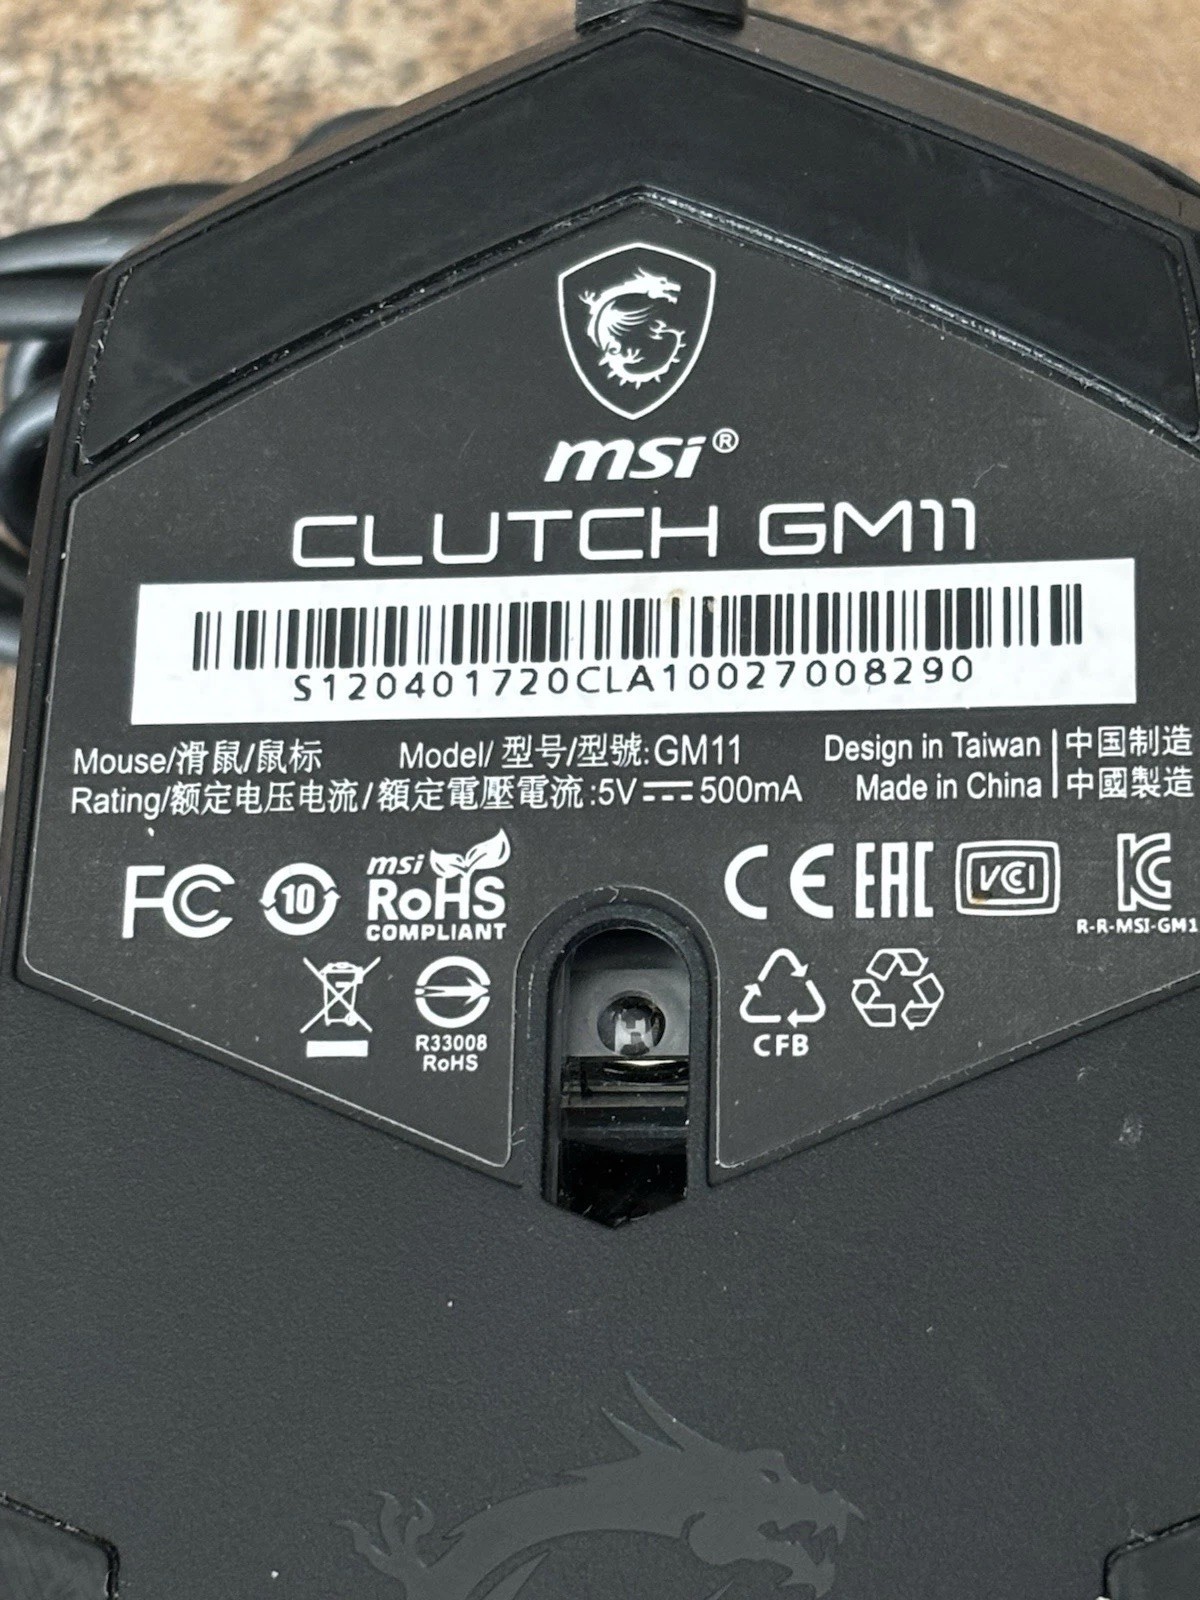 msi®
CLUTCH GM11
S120401720CLA10027008290
Mouse/滑鼠/鼠标 Model/ 型号/型號:GM11 Design in Taiwan 中国制造
Rating/额定电压电流/額定電壓電流:5V 500mA Made in China 中國製造
FC 10 msi RoHS COMPLIANT CE EAC VCCI KC
R-R-MSI-GM1
R33008 RoHS CFB